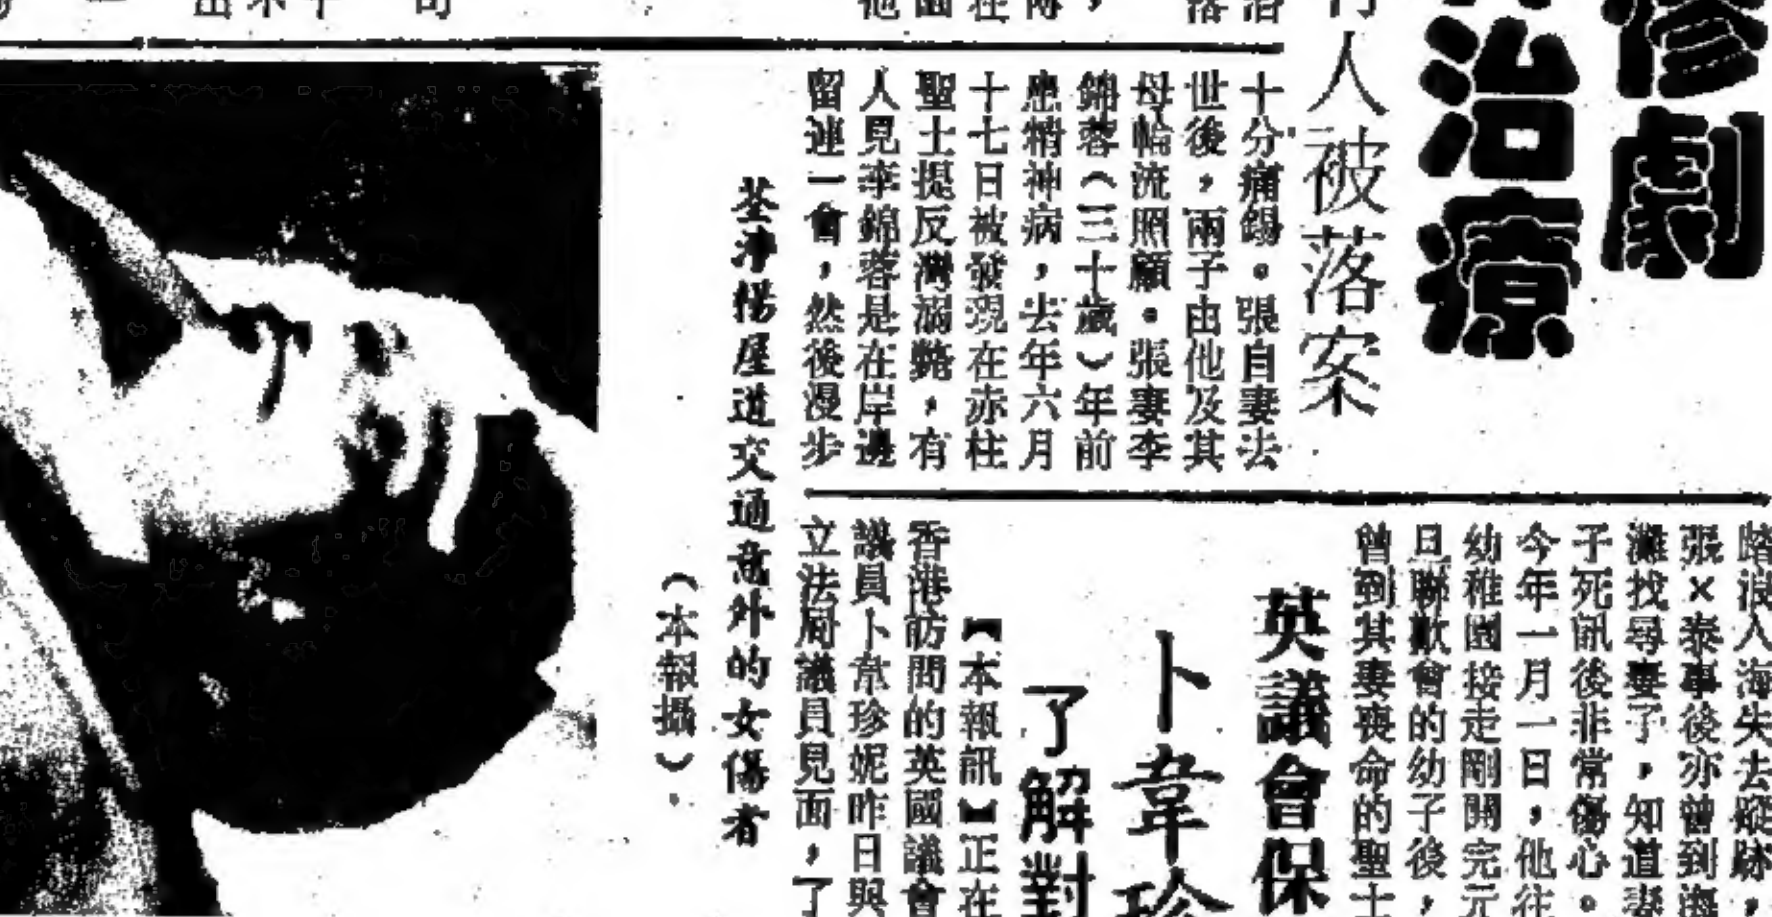 慘劇
治療
有人被落案
十分痛錫。張自妻去
世後，兩子由他及其
母輪流照顧。張妻李
錦蓉（三十歲）年前
患精神病，去年六月
十七日被發現在赤柱
聖士提反灣溺斃，有
人見李錦蓉是在岸邊
留連一會，然後漫步
踏浪入海失去蹤跡，
張×泰事後亦曾到海
灘找尋妻子，知道妻
子死訊後非常傷心。
今年一月一日，他往
幼稚園接走剛開完元
旦聯歡會的幼子後，
曾到其妻喪命的聖士
英議會保
卜韋珍
了解對
【本報訊】正在
香港訪問的英國議會
議員卜韋珍妮昨日與
立法局議員見面，了
荃灣楊屋道交通意外的女傷者
（本報攝）。